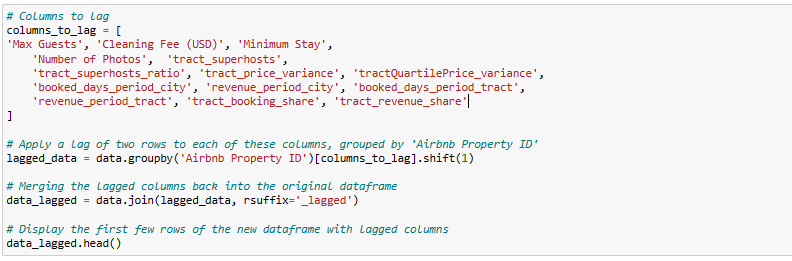 # Columns to lag
columns_to_lag = [
'Max Guests', 'Cleaning Fee (USD)', 'Minimum Stay',
    'Number of Photos',  'tract_superhosts',
    'tract_superhosts_ratio', 'tract_price_variance', 'tractQuartilePrice_variance',
    'booked_days_period_city', 'revenue_period_city', 'booked_days_period_tract',
    'revenue_period_tract', 'tract_booking_share', 'tract_revenue_share'
]
# Apply a lag of two rows to each of these columns, grouped by 'Airbnb Property ID'
lagged_data = data.groupby('Airbnb Property ID')[columns_to_lag].shift(1)
# Merging the lagged columns back into the original dataframe
data_lagged = data.join(lagged_data, rsuffix='_lagged')
# Display the first few rows of the new dataframe with lagged columns
data_lagged.head()